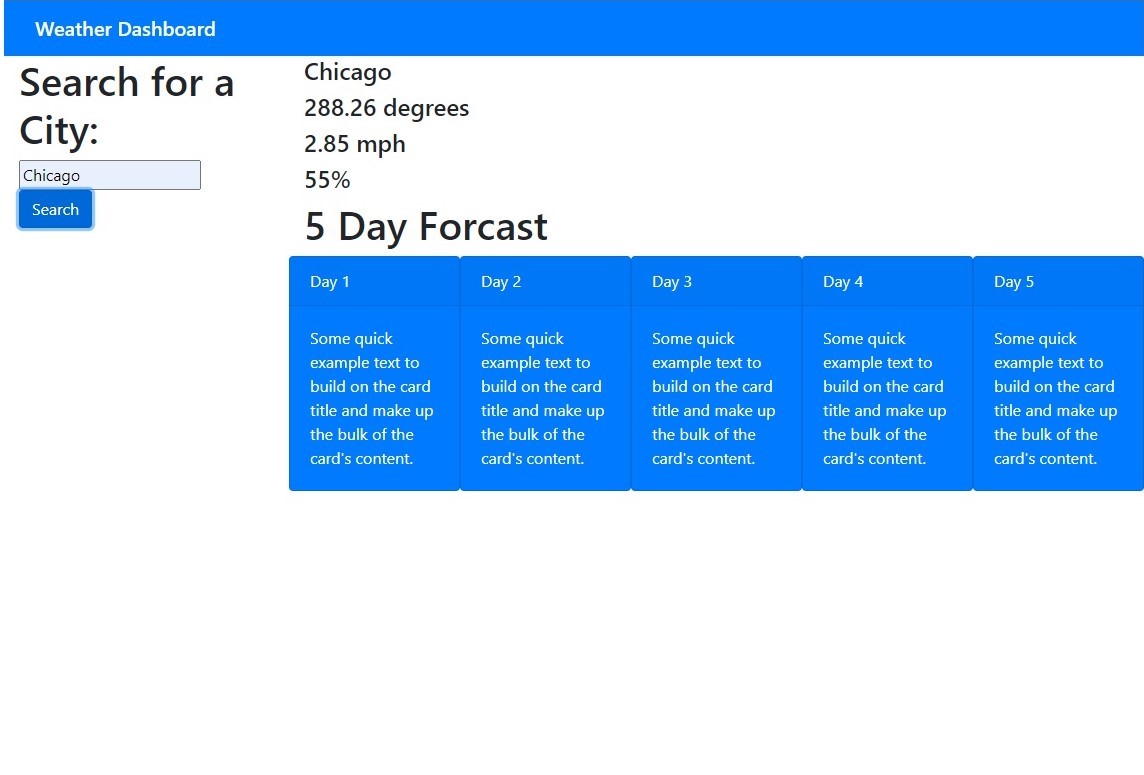 Weather Dashboard
Search for a
City:
Chicago
Search
Chicago
288.26 degrees
2.85 mph
55%
5 Day Forcast
Day 1
Some quick
example text to
build on the card
title and make up
the bulk of the
card's content.
Day 2
Some quick
example text to
build on the card
title and make up
the bulk of the
card's content.
Day 3
Some quick
example text to
build on the card
title and make up
the bulk of the
card's content.
Day 4
Some quick
example text to
build on the card
title and make up
the bulk of the
card's content.
Day 5
Some quick
example text to
build on the card
title and make up
the bulk of the
card's content.